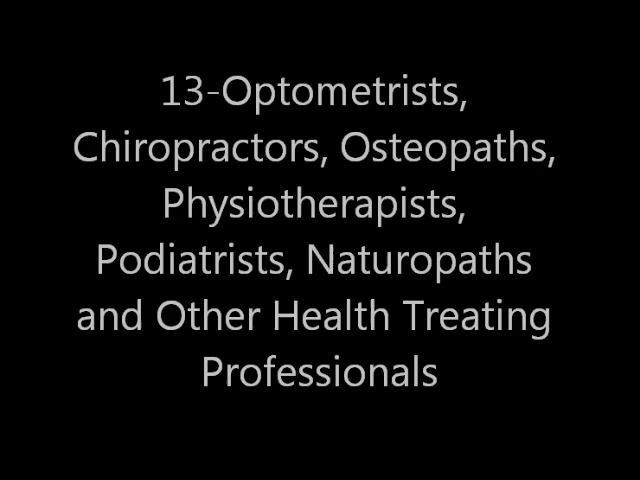 13-Optometrists,
Chiropractors, Osteopaths,
Physiotherapists,
Podiatrists, Naturopaths
and Other Health Treating
Professionals